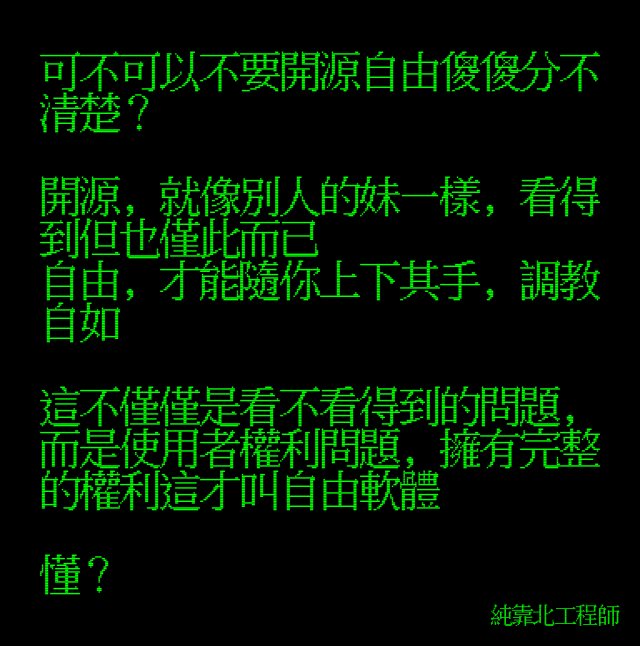 可不可以不要開源自由傻傻分不
清楚？
開源，就像別人的妹一樣，看得
到但也僅此而已
自由，才能隨你上下其手，調教
自如
這不僅僅是看不看得到的問題，
而是使用者權利問題，擁有完整
的權利這才叫自由軟體
懂？
純靠北工程師